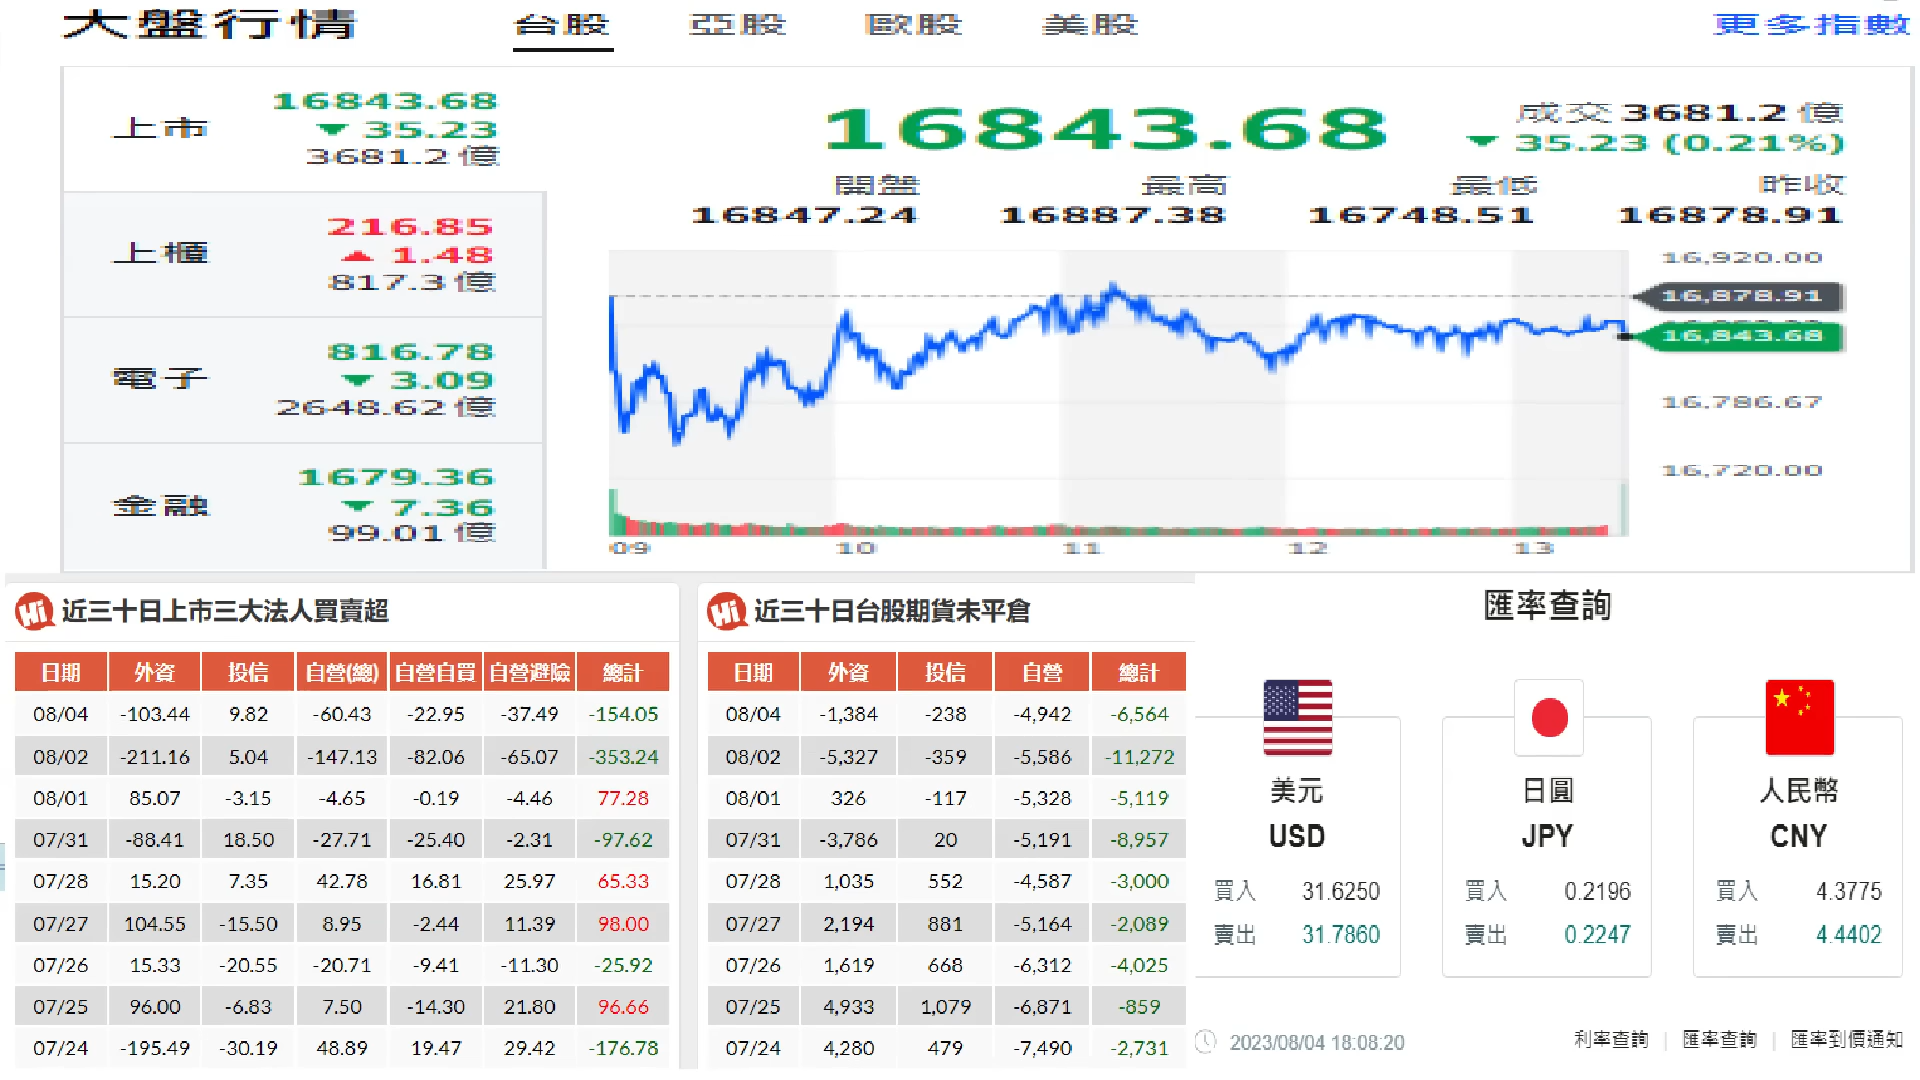 大盤行情 台股 亞股 歐股 美股 更多指數
上市 16843.68
▼ 35.23
3681.2 億
上櫃 216.85
▲ 1.48
817.3 億
電子 816.78
▼ 3.09
2648.62 億
金融 1679.36
▼ 7.36
99.01 億
16843.68 成交 3681.2 億
▼ 35.23 (0.21%)
開盤 最高 最低 昨收
16847.24 16887.38 16748.51 16878.91
16,920.00
16,878.91
16,843.68
16,786.67
16,720.00
09 10 11 12 13
Hi 近三十日上市三大法人買賣超
日期 外資 投信 自營(總) 自營自買 自營避險 總計
08/04 -103.44 9.82 -60.43 -22.95 -37.49 -154.05
08/02 -211.16 5.04 -147.13 -82.06 -65.07 -353.24
08/01 85.07 -3.15 -4.65 -0.19 -4.46 77.28
07/31 -88.41 18.50 -27.71 -25.40 -2.31 -97.62
07/28 15.20 7.35 42.78 16.81 25.97 65.33
07/27 104.55 -15.50 8.95 -2.44 11.39 98.00
07/26 15.33 -20.55 -20.71 -9.41 -11.30 -25.92
07/25 96.00 -6.83 7.50 -14.30 21.80 96.66
07/24 -195.49 -30.19 48.89 19.47 29.42 -176.78
Hi 近三十日台股期貨未平倉
日期 外資 投信 自營 總計
08/04 -1,384 -238 -4,942 -6,564
08/02 -5,327 -359 -5,586 -11,272
08/01 326 -117 -5,328 -5,119
07/31 -3,786 20 -5,191 -8,957
07/28 1,035 552 -4,587 -3,000
07/27 2,194 881 -5,164 -2,089
07/26 1,619 668 -6,312 -4,025
07/25 4,933 1,079 -6,871 -859
07/24 4,280 479 -7,490 -2,731
匯率查詢
美元
USD
買入 31.6250
賣出 31.7860
日圓
JPY
買入 0.2196
賣出 0.2247
人民幣
CNY
買入 4.3775
賣出 4.4402
2023/08/04 18:08:20 利率查詢 | 匯率查詢 | 匯率到價通知